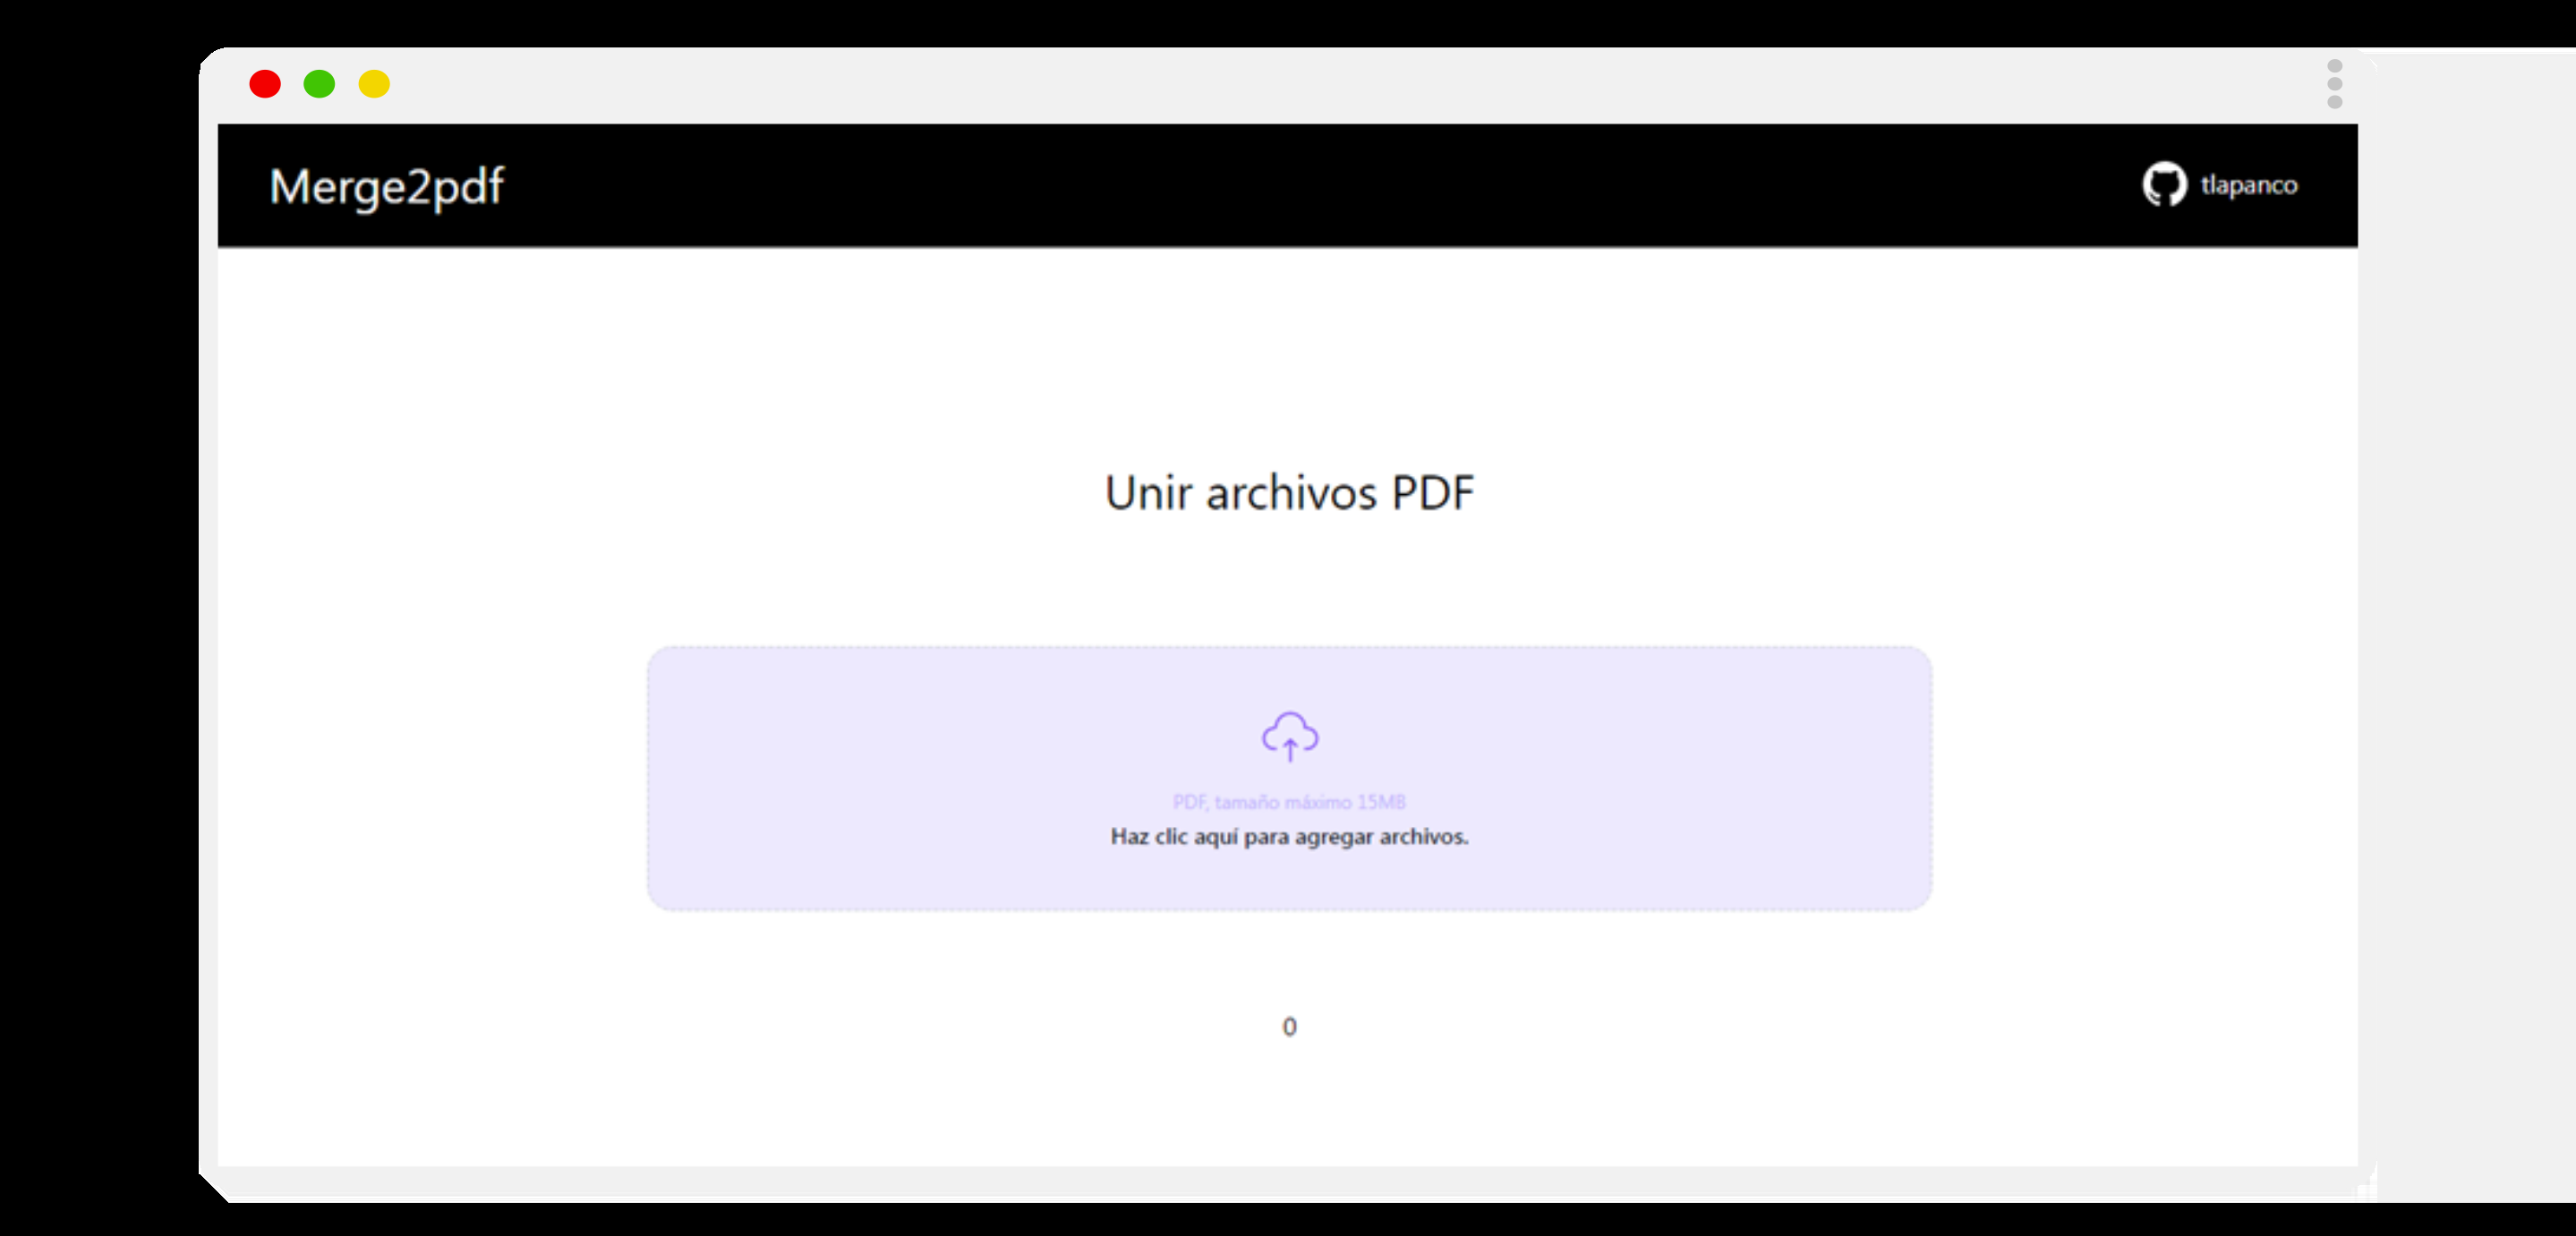 Merge2pdf
tlapanco
Unir archivos PDF
PDF, tamaño máximo 15MB
Haz clic aquí para agregar archivos.
0